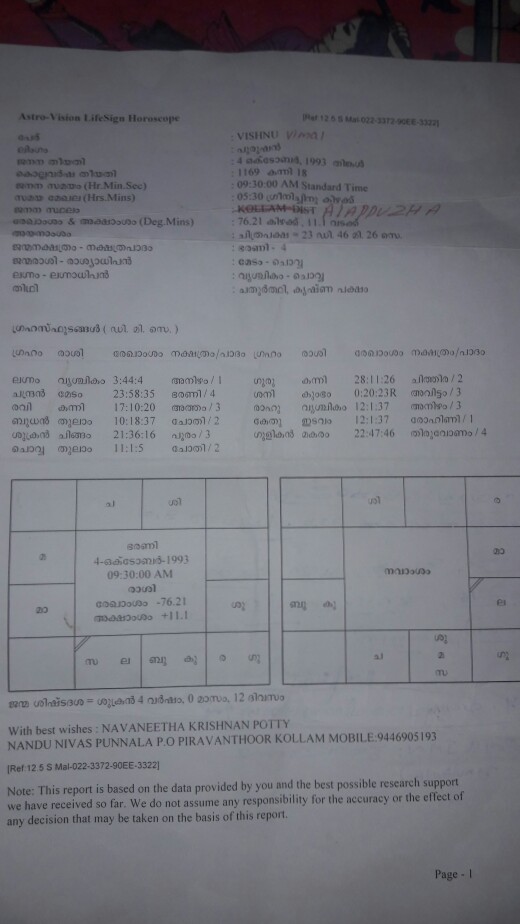 Astro-Vision LifeSign Horoscope [Ref:12.5 S Mal-022-3372-90EE-3322]
പേര് : VISHNU Vimal
ലിംഗം : പുരുഷൻ
ജനന തിയതി : 4 ഒക്ടോബർ, 1993 തിങ്കൾ
കൊല്ലവർഷ തിയതി : 1169 കന്നി 18
ജനന സമയം (Hr.Min.Sec) : 09:30:00 AM Standard Time
സമയ മേഖല (Hrs.Mins) : 05:30 ഗ്രീനിച്ചിനു കിഴക്ക്
ജനന സ്ഥലം : KOLLAM DIST ALAPPUZHA
രേഖാംശം & അക്ഷാംശം (Deg.Mins) : 76.21 കിഴക്ക് , 11.1 വടക്ക്
അയനാംശം : ചിത്രപക്ഷ = 23 ഡി. 46 മി. 26 സെ.
ജന്മനക്ഷത്രം - നക്ഷത്രപാദം : ഭരണി - 4
ജന്മരാശി - രാശ്യാധിപൻ : മേടം - ചൊവ്വ
ലഗ്നം - ലഗ്നാധിപൻ : വൃശ്ചികം - ചൊവ്വ
തിഥി : ചതുർത്ഥി, കൃഷ്ണ പക്ഷം
ഗ്രഹസ്ഫുടങ്ങൾ ( ഡി. മി. സെ. )
ഗ്രഹം രാശി രേഖാംശം നക്ഷത്രം/പാദം ഗ്രഹം രാശി രേഖാംശം നക്ഷത്രം/പാദം
ലഗ്നം വൃശ്ചികം 3:44:4 അനിഴം / 1 ഗുരു കന്നി 28:11:26 ചിത്തിര / 2
ചന്ദ്രൻ മേടം 23:58:35 ഭരണി / 4 ശനി കുംഭം 0:20:23R അവിട്ടം / 3
രവി കന്നി 17:10:20 അത്തം / 3 രാഹു വൃശ്ചികം 12:1:37 അനിഴം / 3
ബുധൻ തുലാം 10:18:37 ചോതി / 2 കേതു ഇടവം 12:1:37 രോഹിണി / 1
ശുക്രൻ ചിങ്ങം 21:36:16 പൂരം / 3 ഗുളികൻ മകരം 22:47:46 തിരുവോണം / 4
ചൊവ്വ തുലാം 11:1:5 ചോതി / 2
ച ശി
മ
മാ
ഭരണി
4-ഒക്ടോബർ-1993
09:30:00 AM
രാശി
രേഖാംശം -76.21
അക്ഷാംശം +11.1
ശു
സ ല ബു കു ര ഗു
ശി ര
മാ
നവാംശം
ബു കു ല
ച
ശു
മ
സ
ഗു
ജന്മ ശിഷ്ടദശ = ശുക്രൻ 4 വർഷം, 0 മാസം, 12 ദിവസം
With best wishes : NAVANEETHA KRISHNAN POTTY
NANDU NIVAS PUNNALA P.O PIRAVANTHOOR KOLLAM MOBILE:9446905193
[Ref:12.5 S Mal-022-3372-90EE-3322]
Note: This report is based on the data provided by you and the best possible research support
we have received so far. We do not assume any responsibility for the accuracy or the effect of
any decision that may be taken on the basis of this report.
Page - 1